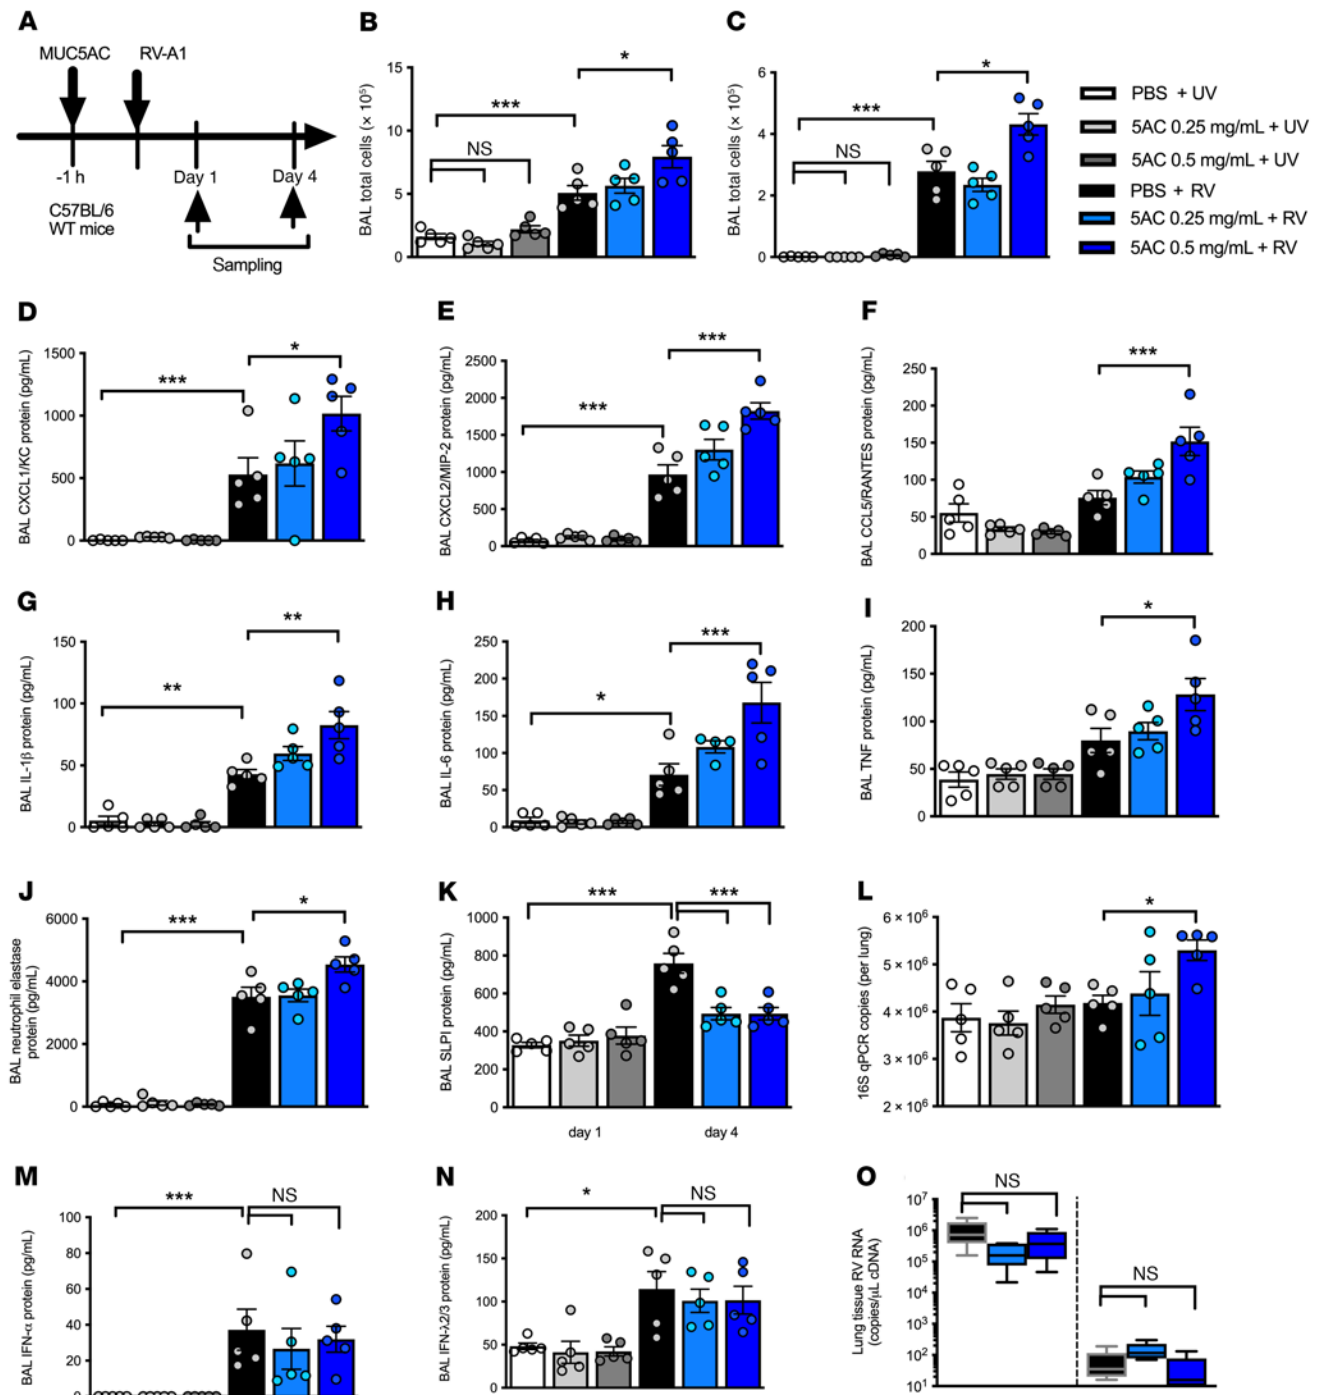 A
MUC5AC
RV-A1
-1 h
Day 1
Day 4
C57BL/6
WT mice
Sampling
B
BAL total cells (× 10⁵)
15
10
5
0
NS
***
*
C
BAL total cells (× 10⁵)
6
4
2
0
NS
***
*
PBS + UV
5AC 0.25 mg/mL + UV
5AC 0.5 mg/mL + UV
PBS + RV
5AC 0.25 mg/mL + RV
5AC 0.5 mg/mL + RV
D
BAL CXCL1/KC protein (pg/mL)
1500
1000
500
0
***
*
E
BAL CXCL2/MIP-2 protein (pg/mL)
2500
2000
1500
1000
500
0
***
***
F
BAL CCL5/RANTES protein (pg/mL)
250
200
150
100
50
0
***
G
BAL IL-1β protein (pg/mL)
150
100
50
0
**
**
H
BAL IL-6 protein (pg/mL)
250
200
150
100
50
0
*
***
I
BAL TNF protein (pg/mL)
200
150
100
50
0
*
J
BAL neutrophil elastase
protein (pg/mL)
6000
4000
2000
0
***
*
K
BAL SLPI protein (pg/mL)
1000
800
600
400
200
0
***
***
day 1
day 4
L
16S qPCR copies (per lung)
6 × 10⁶
5 × 10⁶
4 × 10⁶
3 × 10⁶
2 × 10⁶
*
M
BAL IFN-α protein (pg/mL)
100
80
60
40
20
0
***
NS
N
BAL IFN-λ2/3 protein (pg/mL)
200
150
100
50
0
*
NS
O
Lung tissue RV RNA
(copies/μL cDNA)
10⁷
10⁶
10⁵
10⁴
10³
10²
10¹
NS
NS